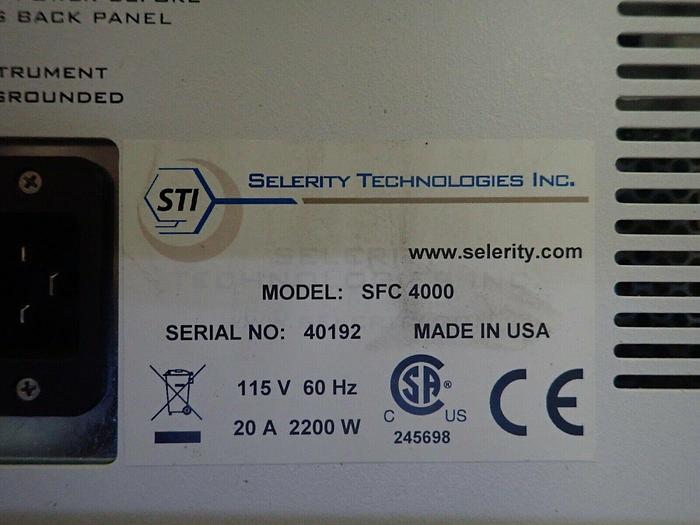 BACK PANEL
GROUNDED
STI
SELERITY TECHNOLOGIES INC.
www.selerity.com
MODEL: SFC 4000
SERIAL NO: 40192 MADE IN USA
115 V 60 Hz
20 A 2200 W
CSA®
C US
245698
CE